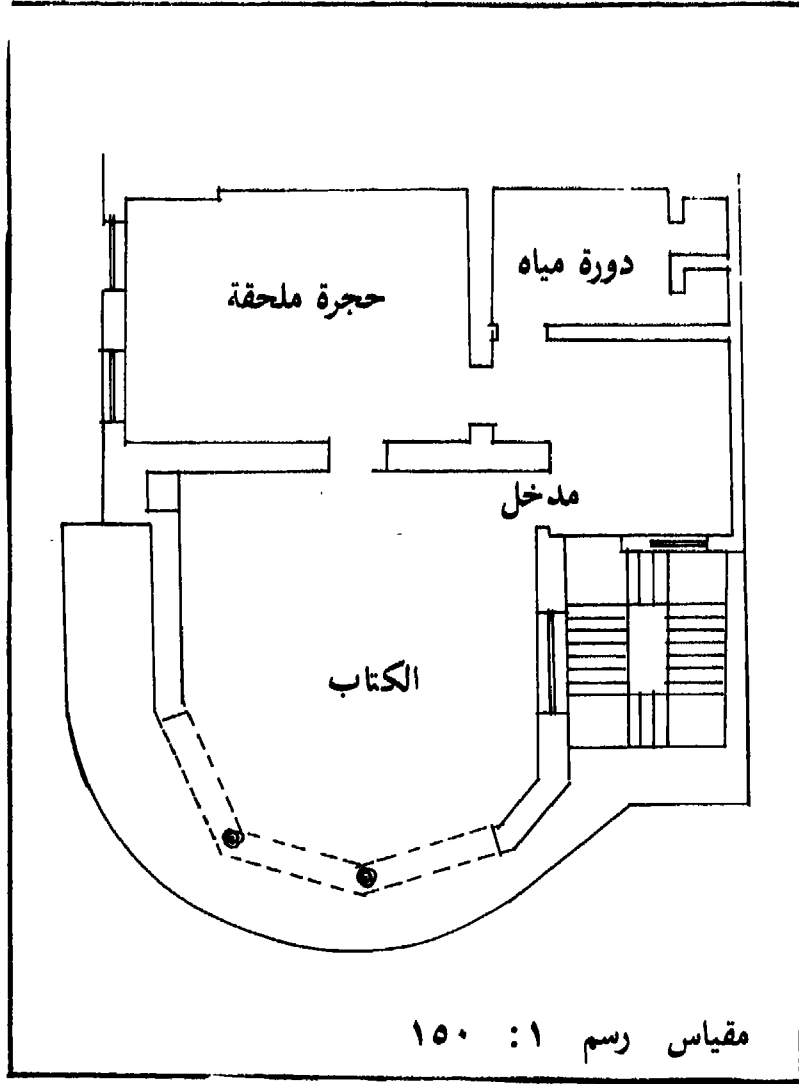 دورة مياه
حجرة ملحقة
مدخل
الكتاب
مقياس رسم ١: ١٥٠